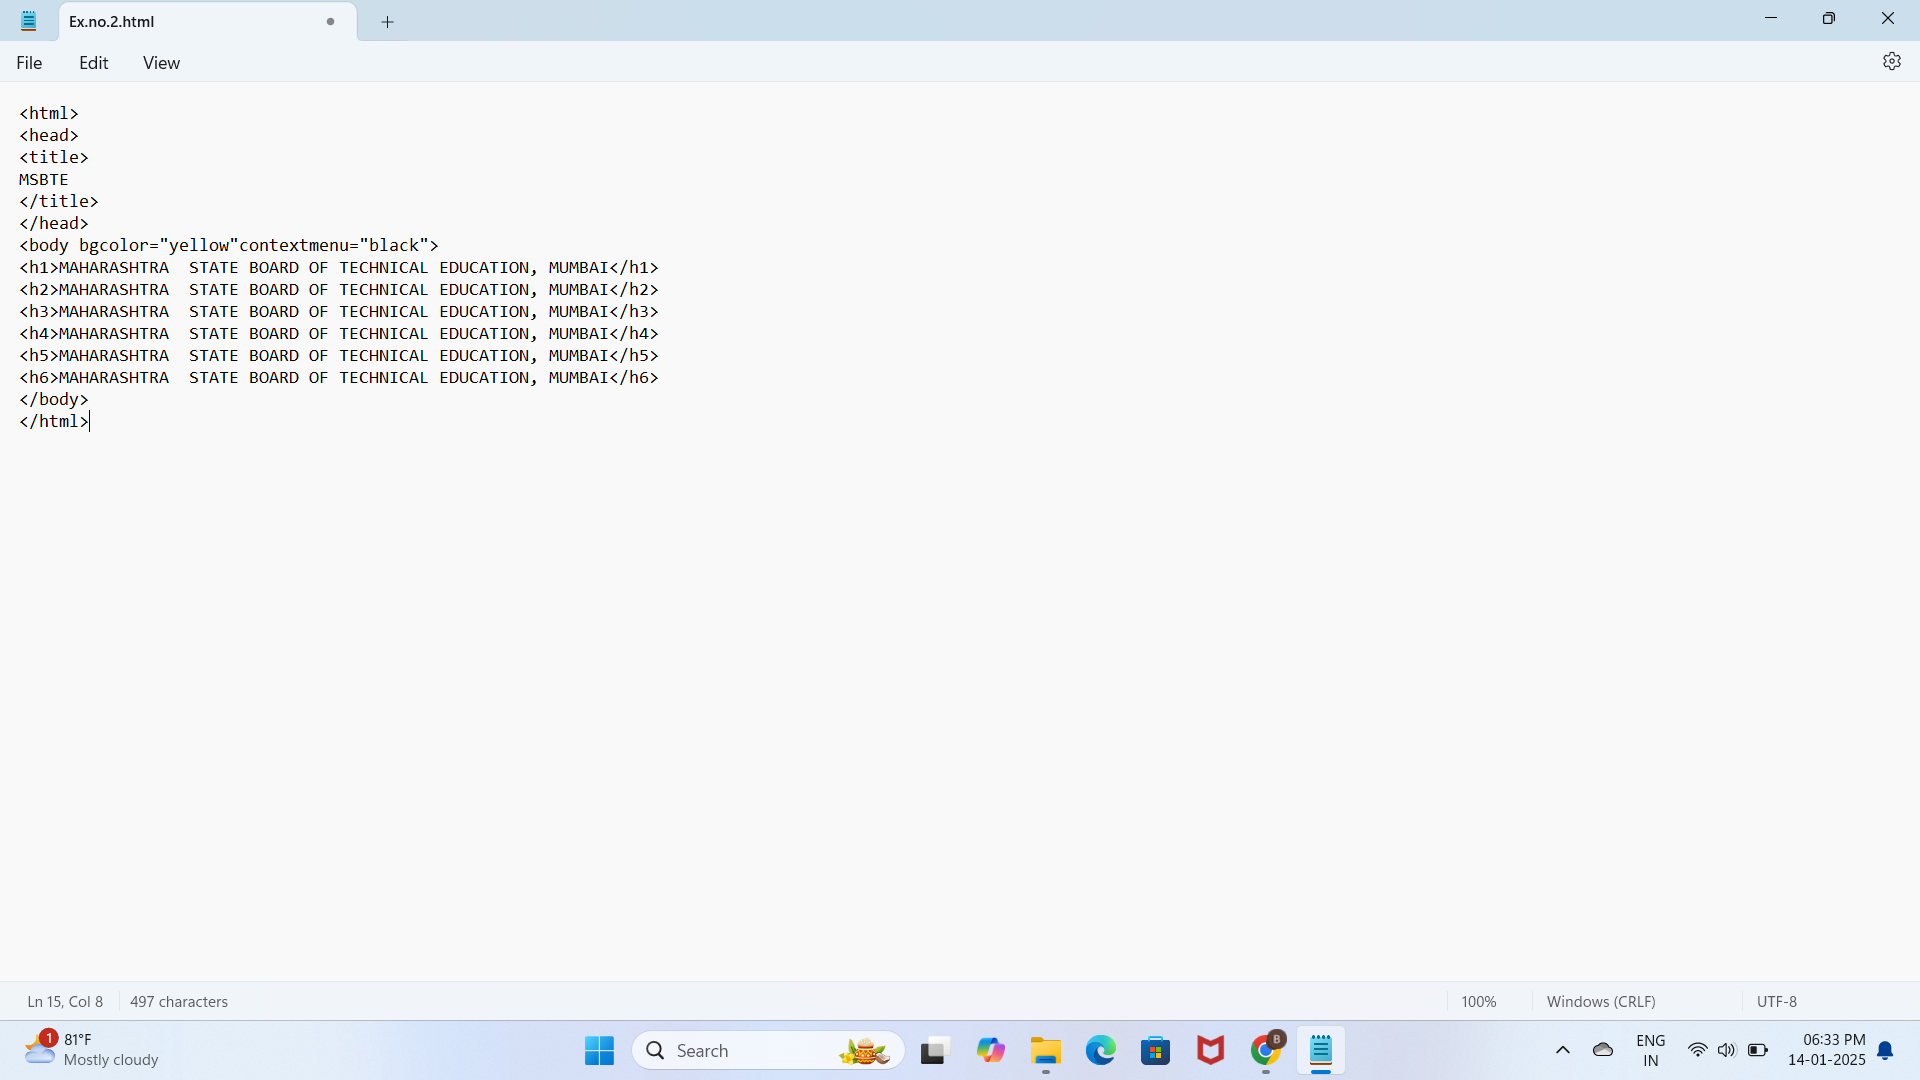 Ex.no.2.html
File Edit View
<html>
<head>
<title>
MSBTE
</title>
</head>
<body bgcolor="yellow"contextmenu="black">
<h1>MAHARASHTRA  STATE BOARD OF TECHNICAL EDUCATION, MUMBAI</h1>
<h2>MAHARASHTRA  STATE BOARD OF TECHNICAL EDUCATION, MUMBAI</h2>
<h3>MAHARASHTRA  STATE BOARD OF TECHNICAL EDUCATION, MUMBAI</h3>
<h4>MAHARASHTRA  STATE BOARD OF TECHNICAL EDUCATION, MUMBAI</h4>
<h5>MAHARASHTRA  STATE BOARD OF TECHNICAL EDUCATION, MUMBAI</h5>
<h6>MAHARASHTRA  STATE BOARD OF TECHNICAL EDUCATION, MUMBAI</h6>
</body>
</html>
Ln 15, Col 8 497 characters 100% Windows (CRLF) UTF-8
1
81°F
Mostly cloudy
Search
B
ENG
IN
06:33 PM
14-01-2025